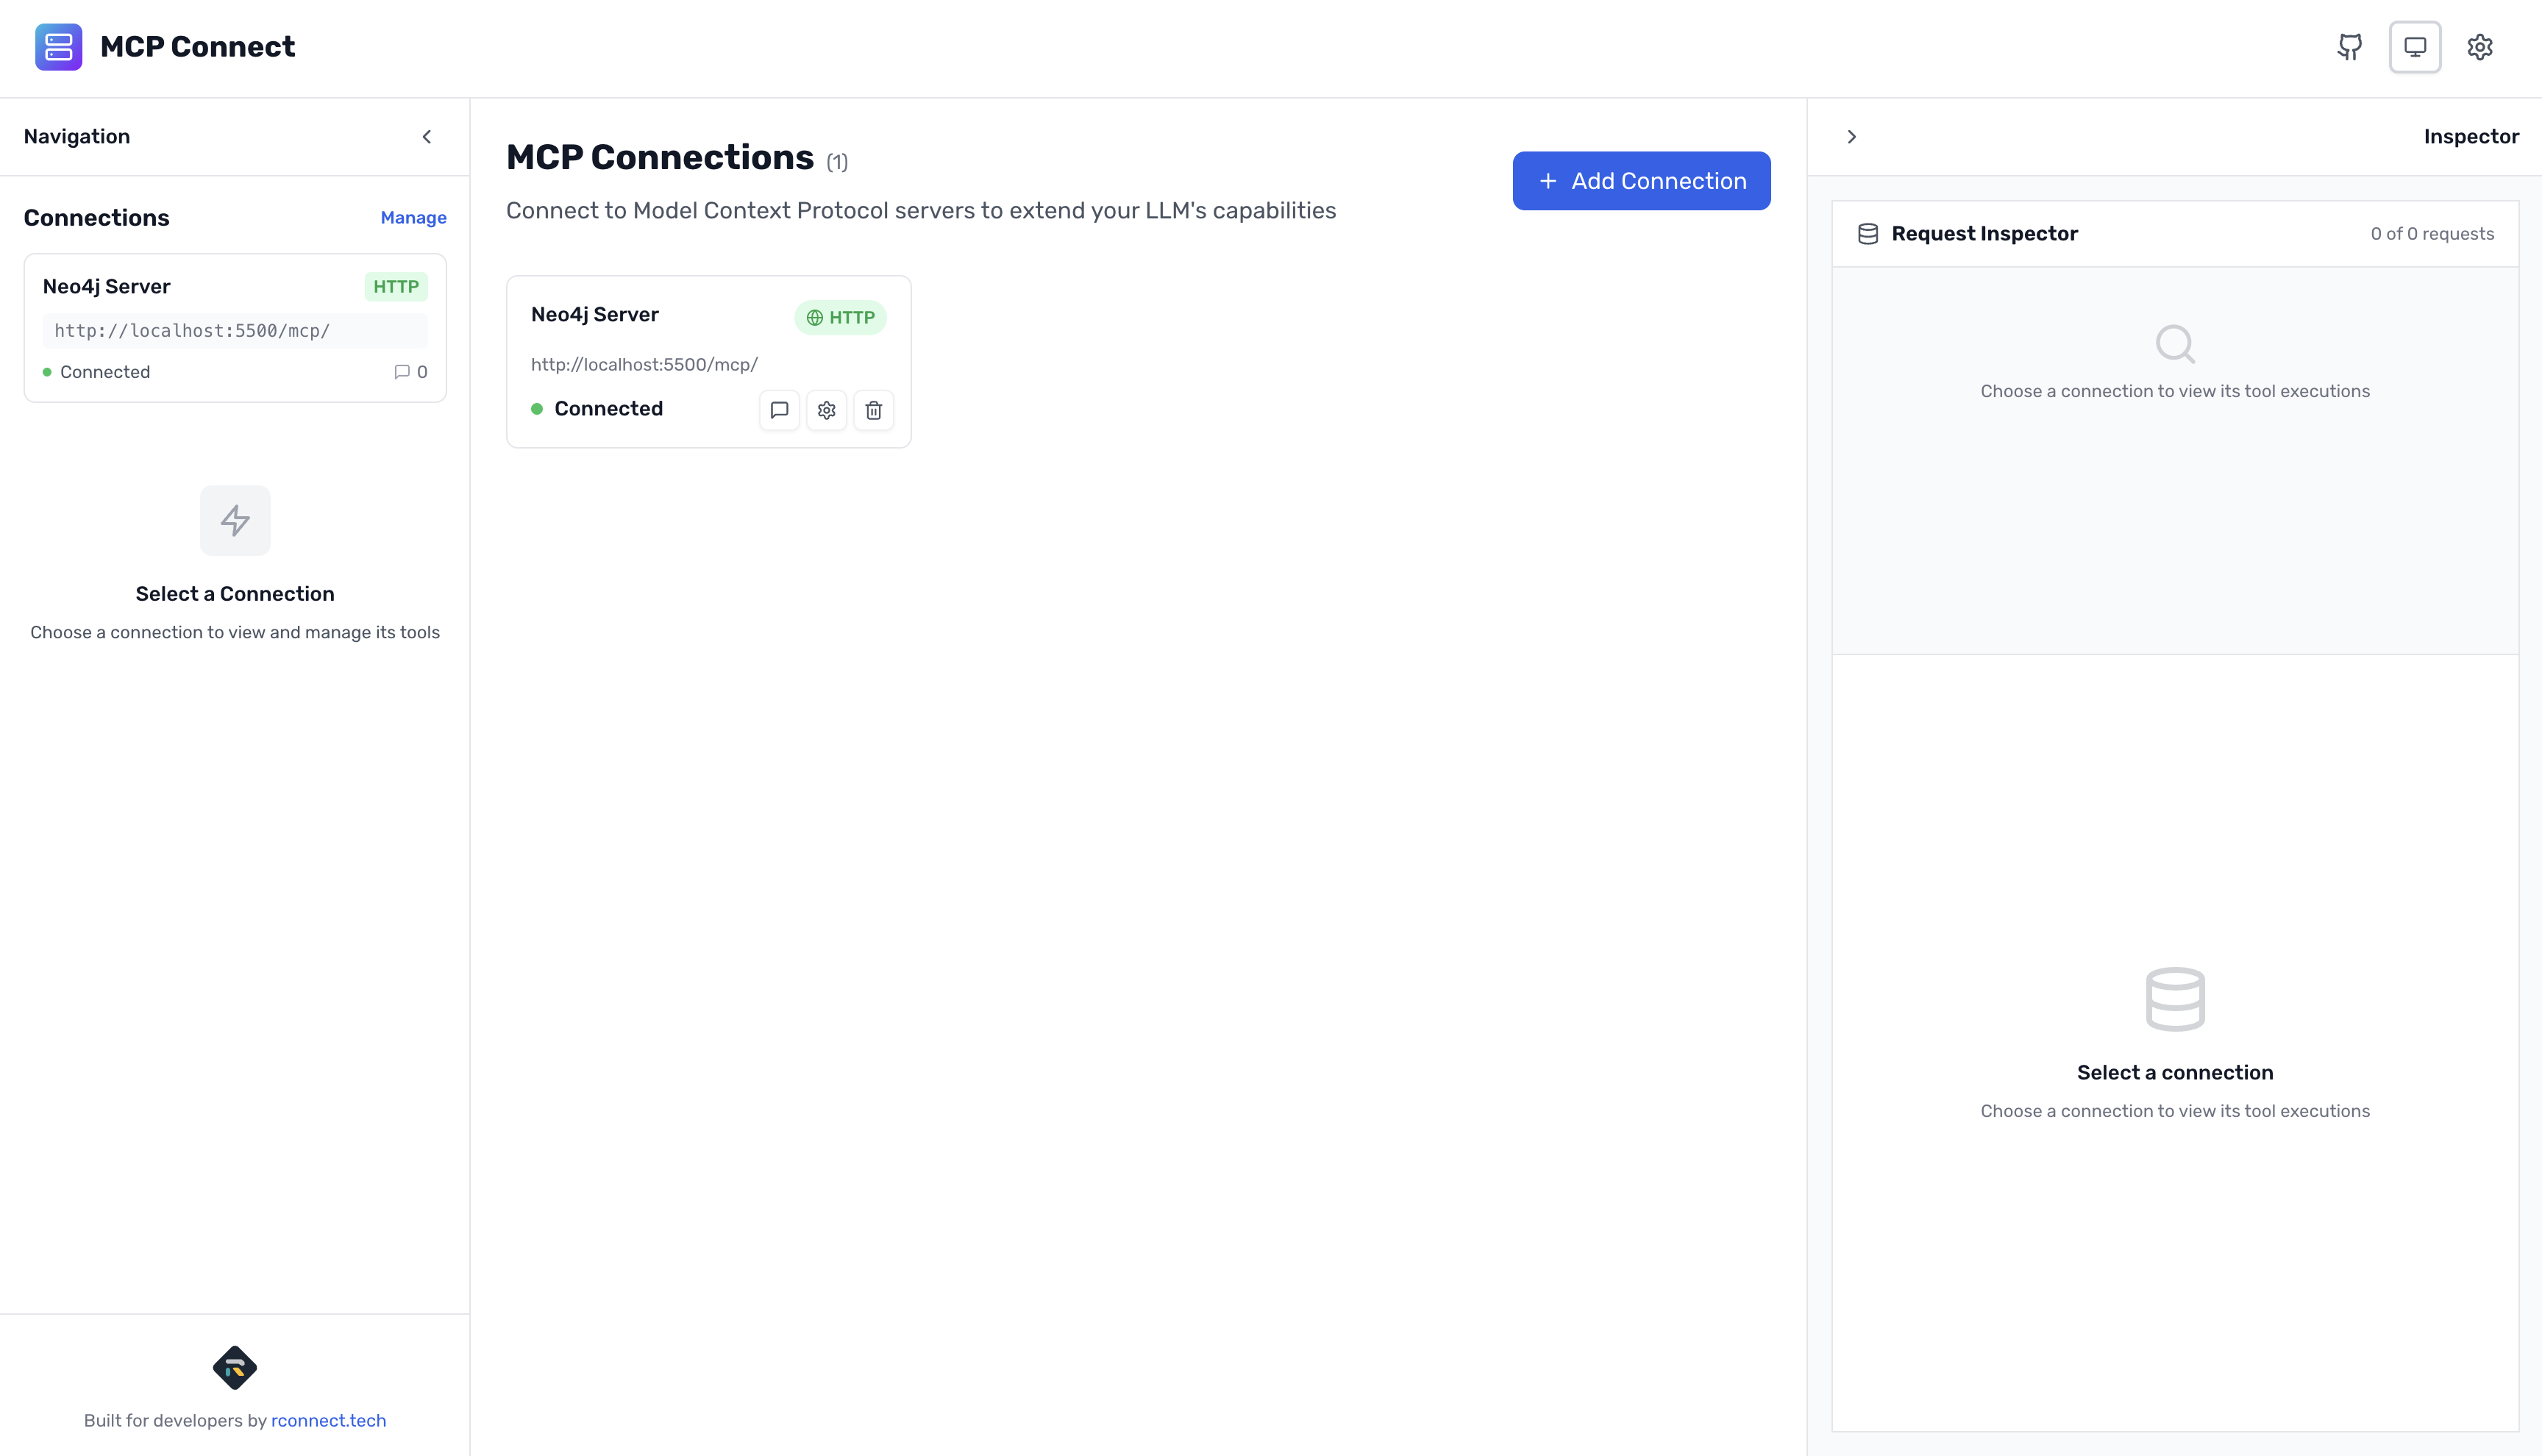 MCP Connect
Navigation
Connections
Manage
Neo4j Server
HTTP
http://localhost:5500/mcp/
Connected
0
Select a Connection
Choose a connection to view and manage its tools
Built for developers by rconnect.tech
MCP Connections (1)
Connect to Model Context Protocol servers to extend your LLM's capabilities
+ Add Connection
Neo4j Server
HTTP
http://localhost:5500/mcp/
Connected
Inspector
Request Inspector
0 of 0 requests
Choose a connection to view its tool executions
Select a connection
Choose a connection to view its tool executions